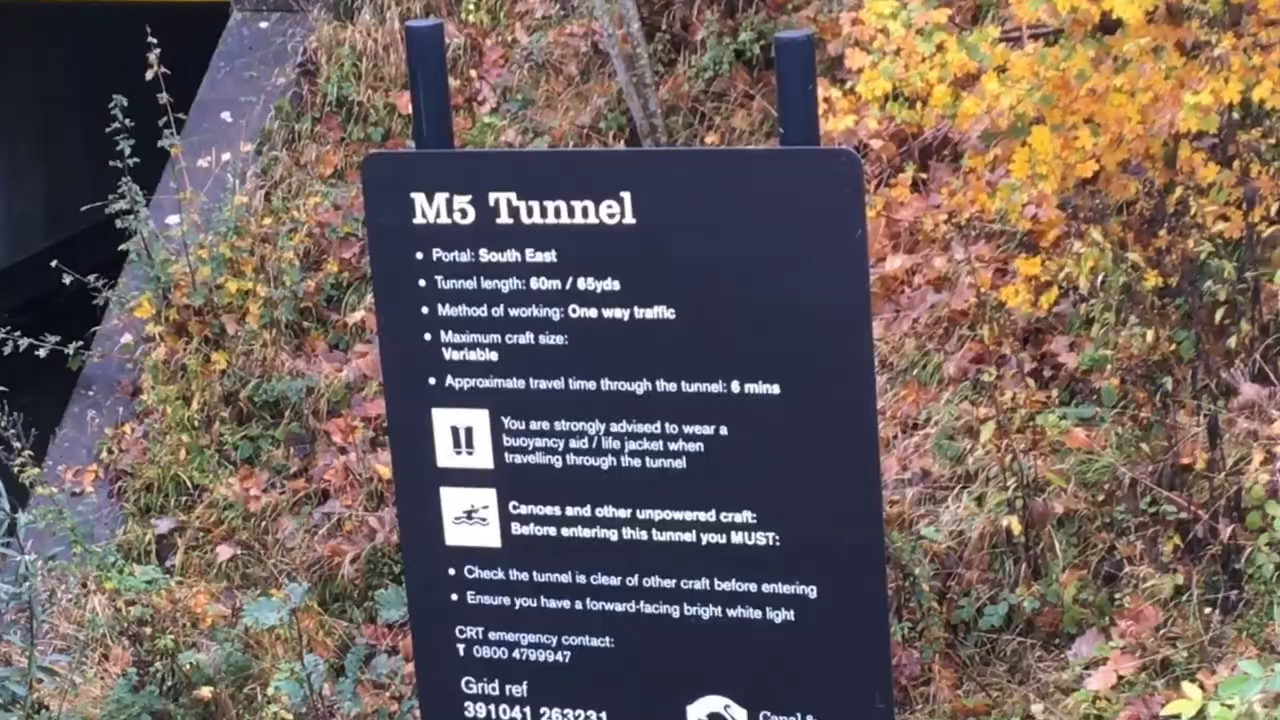 M5 Tunnel
• Portal: South East
• Tunnel length: 60m / 65yds
• Method of working: One way traffic
• Maximum craft size:
Variable
• Approximate travel time through the tunnel: 6 mins
You are strongly advised to wear a
buoyancy aid / life jacket when
travelling through the tunnel
Canoes and other unpowered craft:
Before entering this tunnel you MUST:
• Check the tunnel is clear of other craft before entering
• Ensure you have a forward-facing bright white light
CRT emergency contact:
T 0800 4799947
Grid ref
391041 263231
Canal &